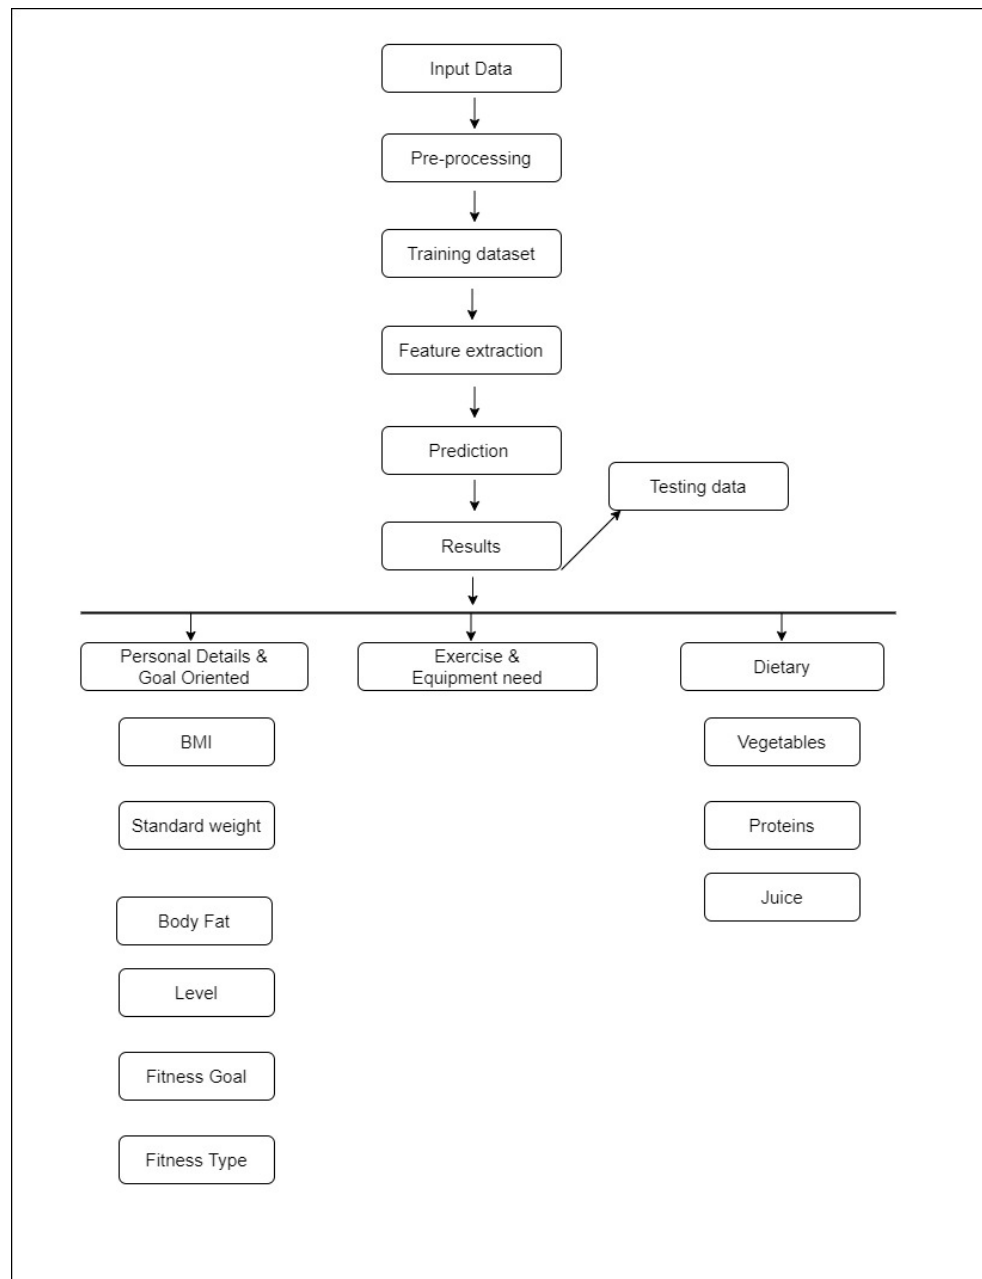 Input Data
Pre-processing
Training dataset
Feature extraction
Prediction
Testing data
Results
Personal Details &
Goal Oriented
Exercise &
Equipment need
Dietary
BMI
Standard weight
Body Fat
Level
Fitness Goal
Fitness Type
Vegetables
Proteins
Juice